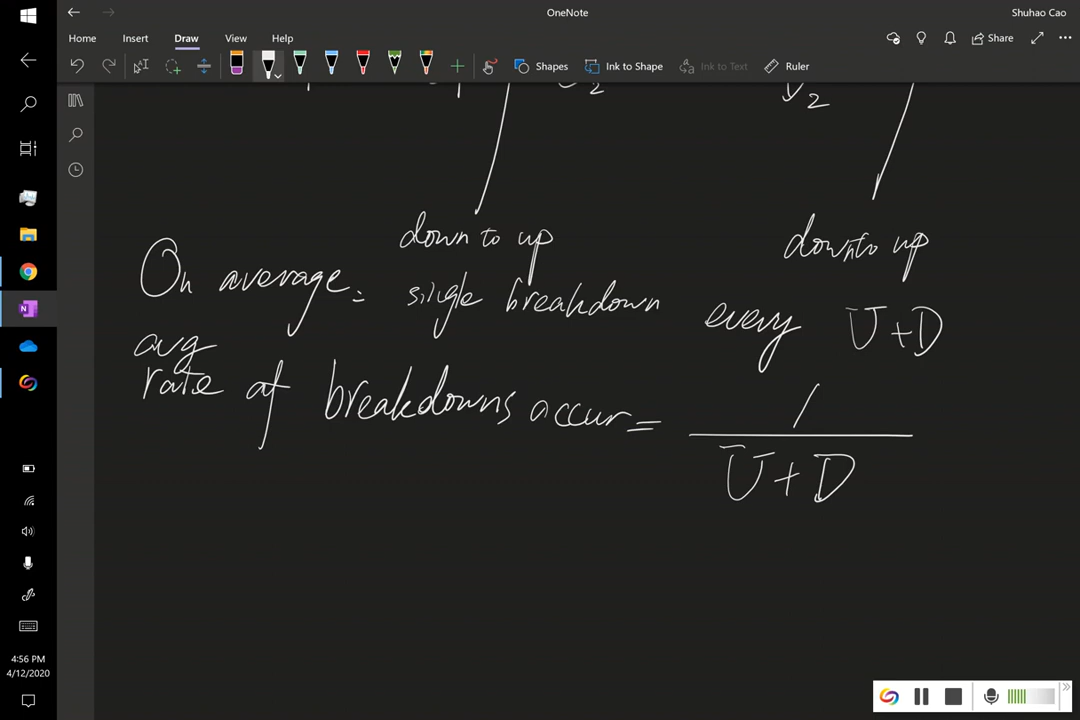 OneNote
Shuhao Cao
Home Insert Draw View Help
Share
Shapes Ink to Shape Ink to Text Ruler
down to up
down to up
On average: single breakdown every U+D
avg
rate of breakdowns occur = 1 / U+D
4:56 PM
4/12/2020